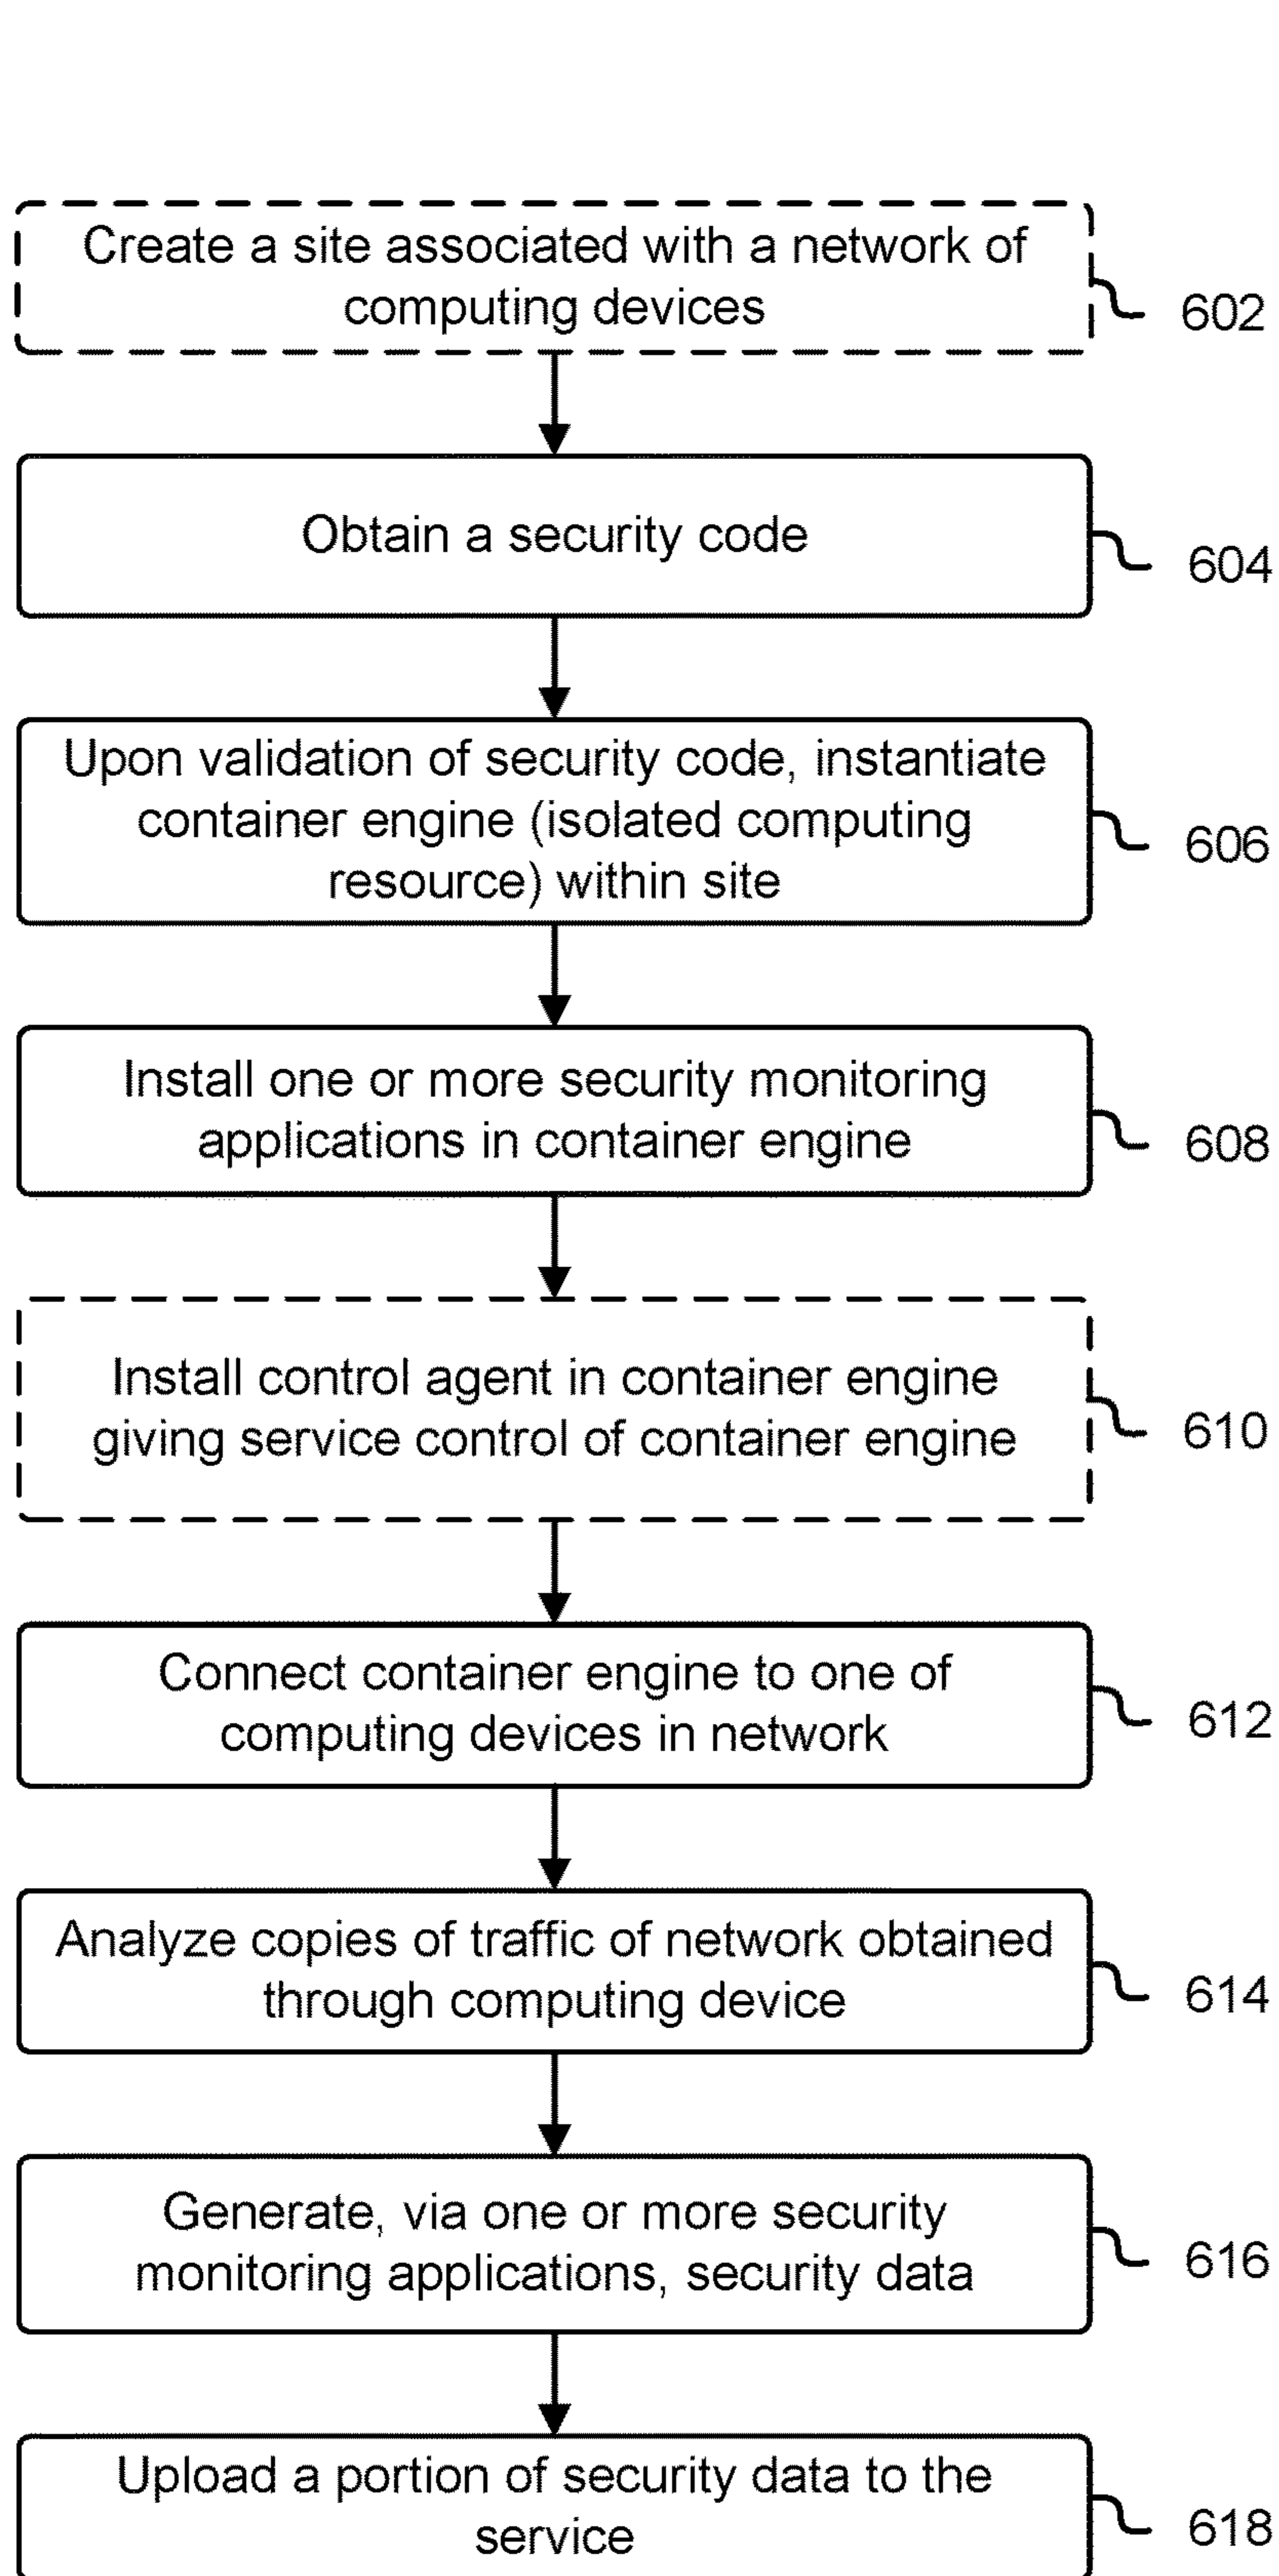 Create a site associated with a network of
computing devices
602
Obtain a security code
604
Upon validation of security code, instantiate
container engine (isolated computing
resource) within site
606
Install one or more security monitoring
applications in container engine
608
Install control agent in container engine
giving service control of container engine
610
Connect container engine to one of
computing devices in network
612
Analyze copies of traffic of network obtained
through computing device
614
Generate, via one or more security
monitoring applications, security data
616
Upload a portion of security data to the
service
618